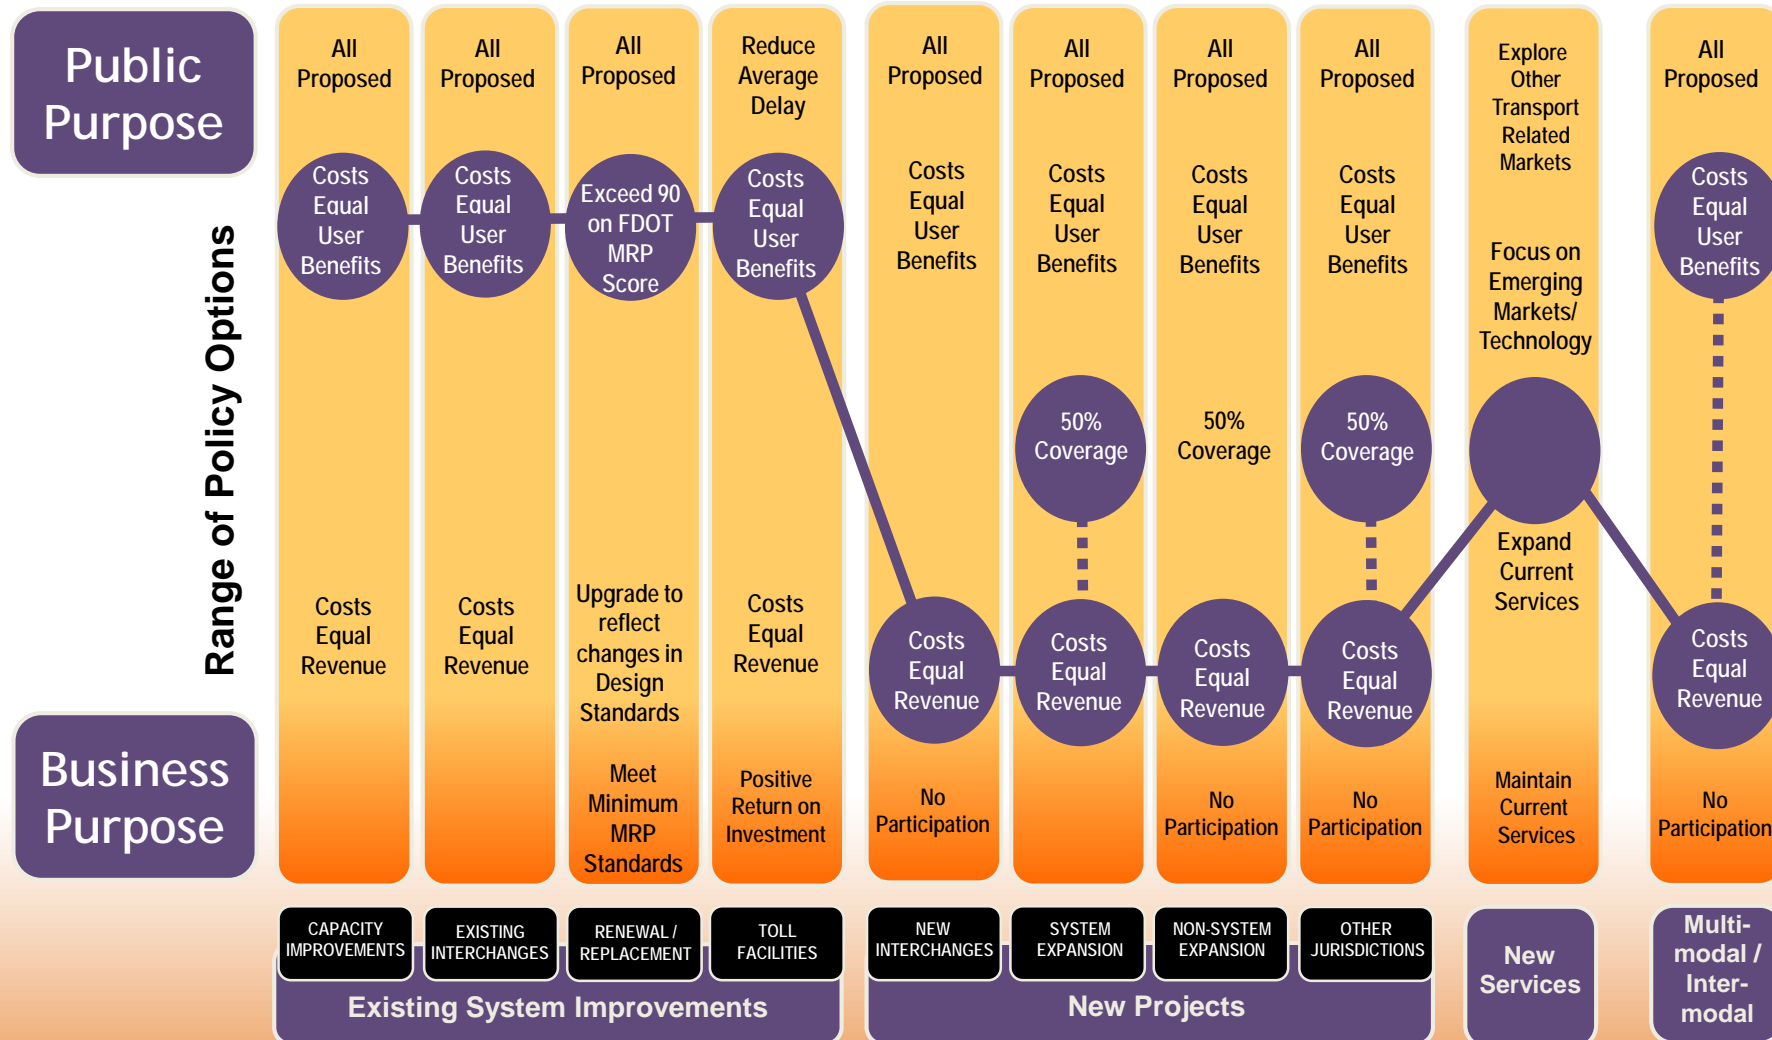 Public
Purpose
Range of Policy Options
Business
Purpose
All
Proposed
Costs
Equal
User
Benefits
Costs
Equal
Revenue
CAPACITY
IMPROVEMENTS
All
Proposed
Costs
Equal
User
Benefits
Costs
Equal
Revenue
EXISTING
INTERCHANGES
All
Proposed
Exceed 90
on FDOT
MRP
Score
Upgrade to
reflect
changes in
Design
Standards
Meet
Minimum
MRP
Standards
RENEWAL /
REPLACEMENT
Reduce
Average
Delay
Costs
Equal
User
Benefits
Costs
Equal
Revenue
Positive
Return on
Investment
TOLL
FACILITIES
Existing System Improvements
All
Proposed
Costs
Equal
User
Benefits
Costs
Equal
Revenue
No
Participation
NEW
INTERCHANGES
All
Proposed
Costs
Equal
User
Benefits
50%
Coverage
Costs
Equal
Revenue
SYSTEM
EXPANSION
All
Proposed
Costs
Equal
User
Benefits
50%
Coverage
Costs
Equal
Revenue
No
Participation
NON-SYSTEM
EXPANSION
All
Proposed
Costs
Equal
User
Benefits
50%
Coverage
Costs
Equal
Revenue
No
Participation
OTHER
JURISDICTIONS
New Projects
Explore
Other
Transport
Related
Markets
Focus on
Emerging
Markets/
Technology
Expand
Current
Services
Maintain
Current
Services
New
Services
All
Proposed
Costs
Equal
User
Benefits
Costs
Equal
Revenue
No
Participation
Multi-
modal /
Inter-
modal